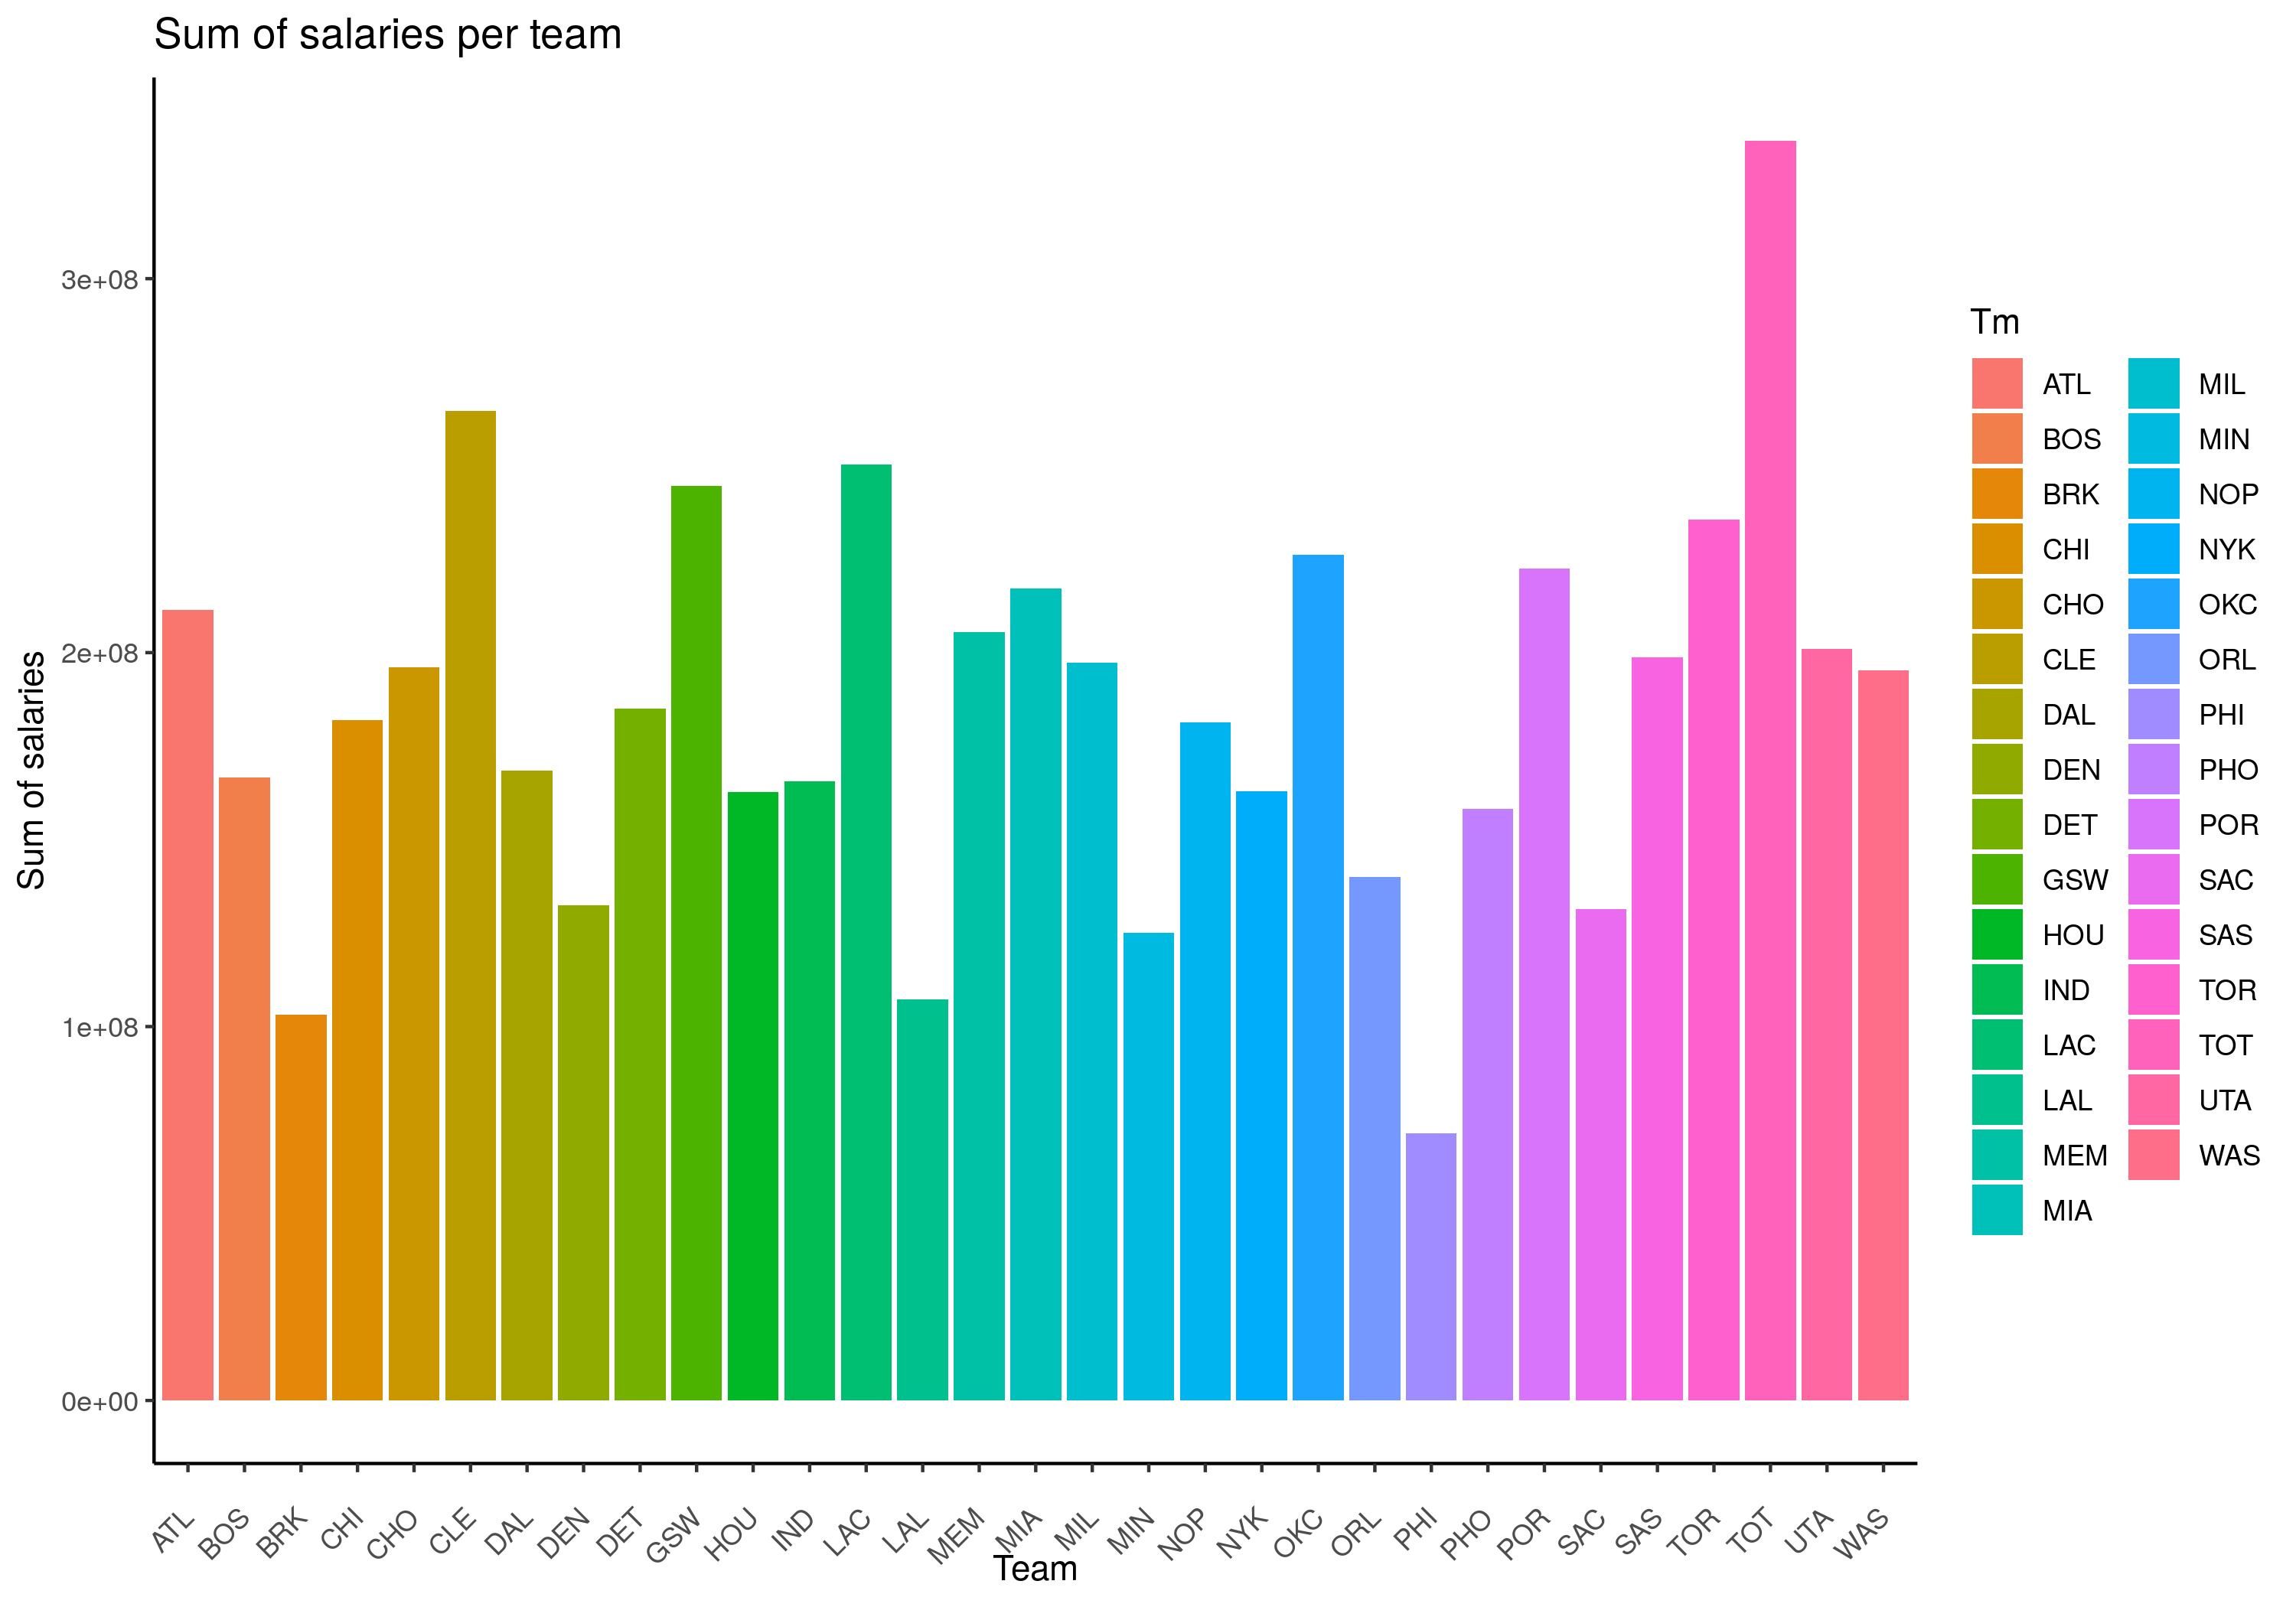 Sum of salaries per team
Sum of salaries
3e+08
2e+08
1e+08
0e+00
ATL
BOS
BRK
CHI
CHO
CLE
DAL
DEN
DET
GSW
HOU
IND
LAC
LAL
MEM
MIA
MIL
MIN
NOP
NYK
OKC
ORL
PHI
PHO
POR
SAC
SAS
TOR
TOT
UTA
WAS
Team
Tm
ATL
BOS
BRK
CHI
CHO
CLE
DAL
DEN
DET
GSW
HOU
IND
LAC
LAL
MEM
MIA
MIL
MIN
NOP
NYK
OKC
ORL
PHI
PHO
POR
SAC
SAS
TOR
TOT
UTA
WAS